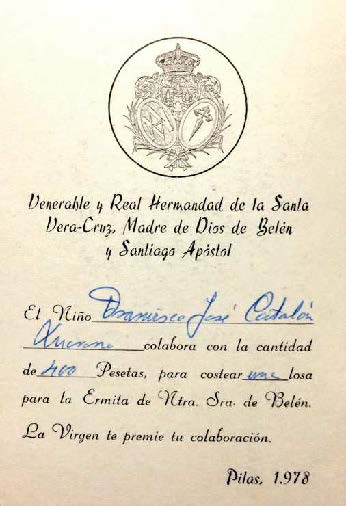 Venerable y Real Hermandad de la Santa
Vera-Cruz, Madre de Dios de Belén
y Santiago Apóstol
El Niño Francisco José Catalán
colabora con la cantidad
de 400 Pesetas, para costear una losa
para la Ermita de Ntra. Sra. de Belén.
La Virgen te premie tu colaboración.
Pilas, 1.978